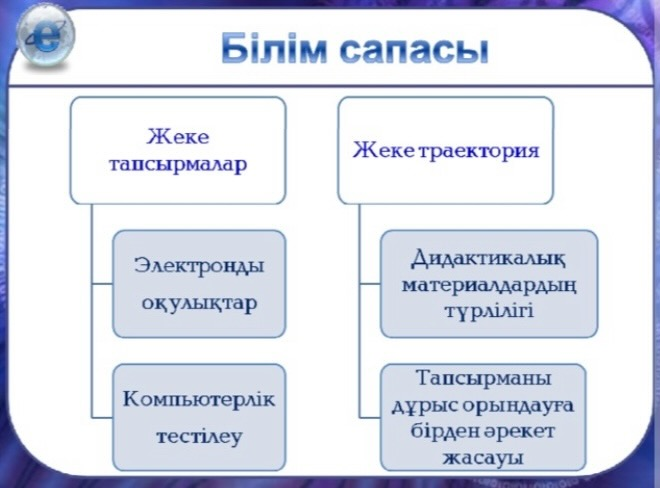 Білім сапасы
Жеке
тапсырмалар
Электронды
оқулықтар
Компьютерлік
тестілеу
Жеке траектория
Дидактикалық
материалдардың
түрлілігі
Тапсырманы
дұрыс орындауға
бірден әрекет
жасауы